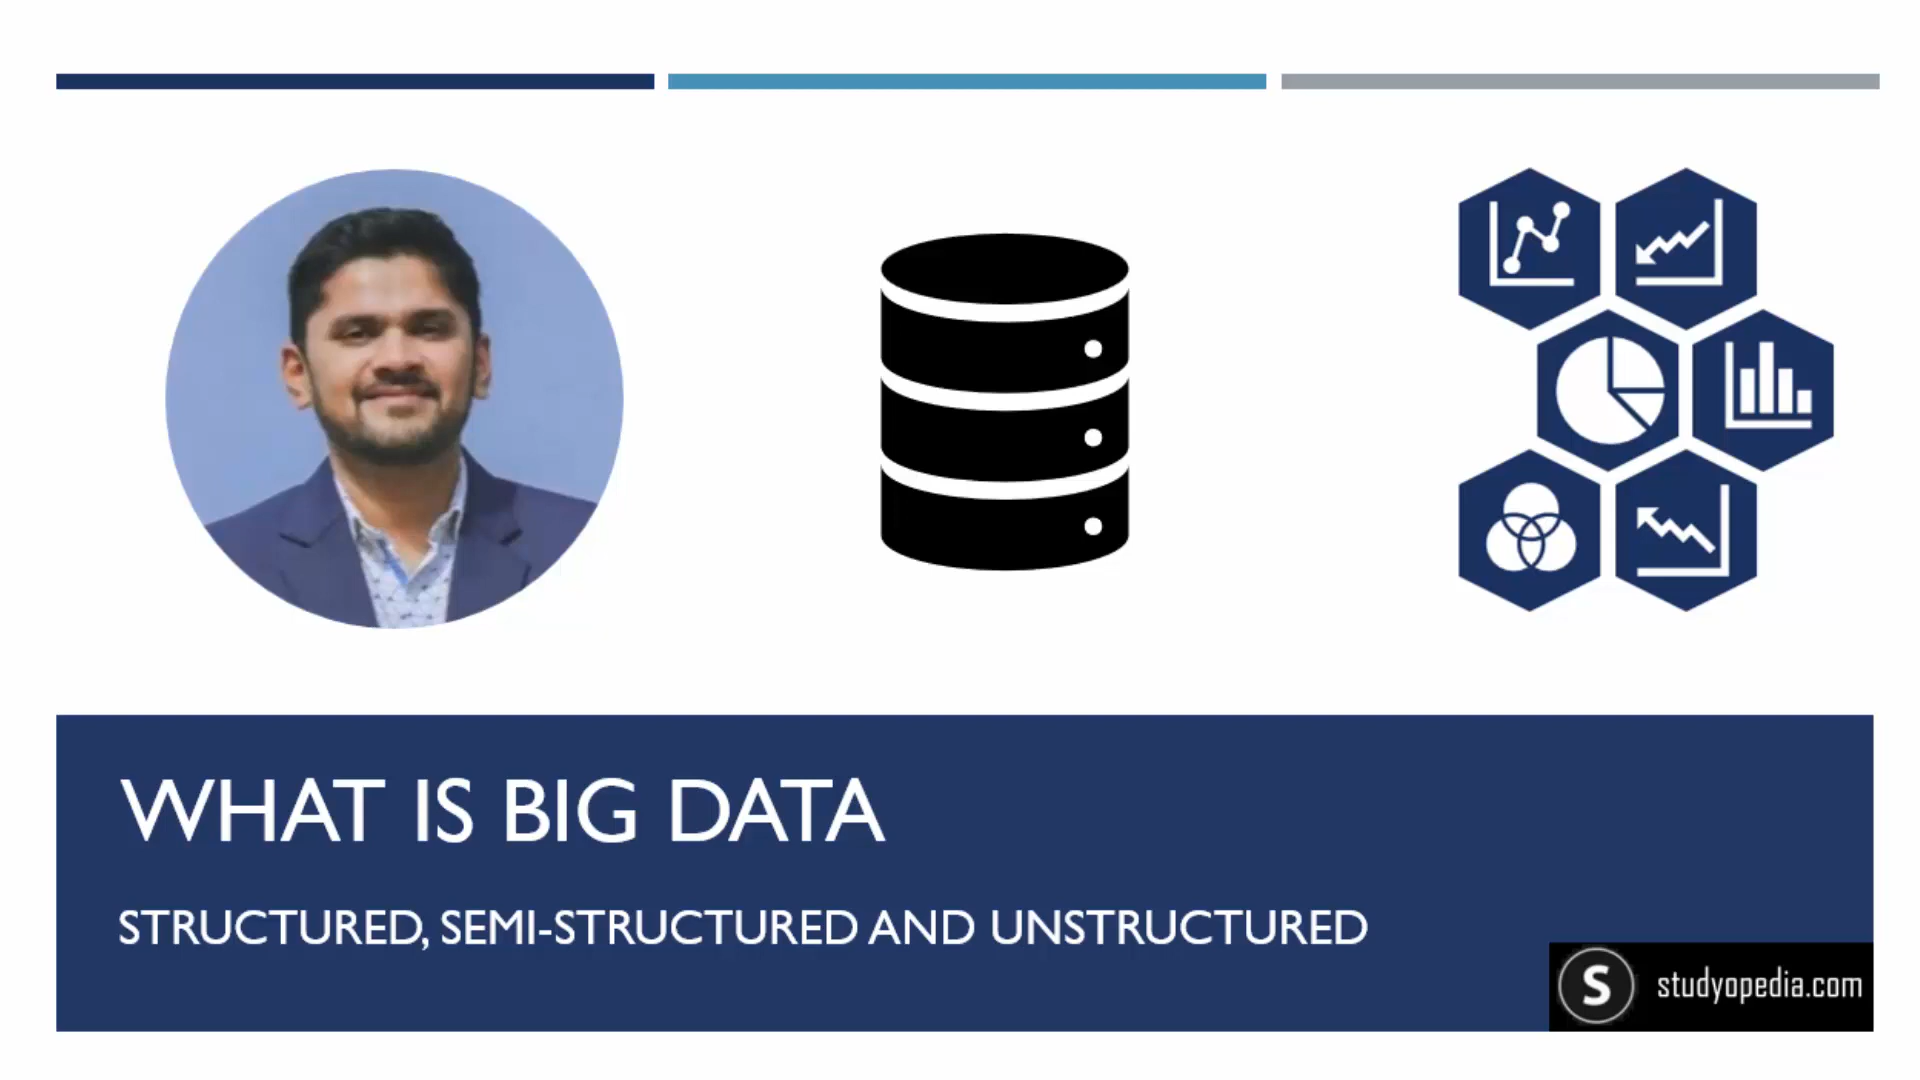 WHAT IS BIG DATA
STRUCTURED, SEMI-STRUCTURED AND UNSTRUCTURED
S studyopedia.com